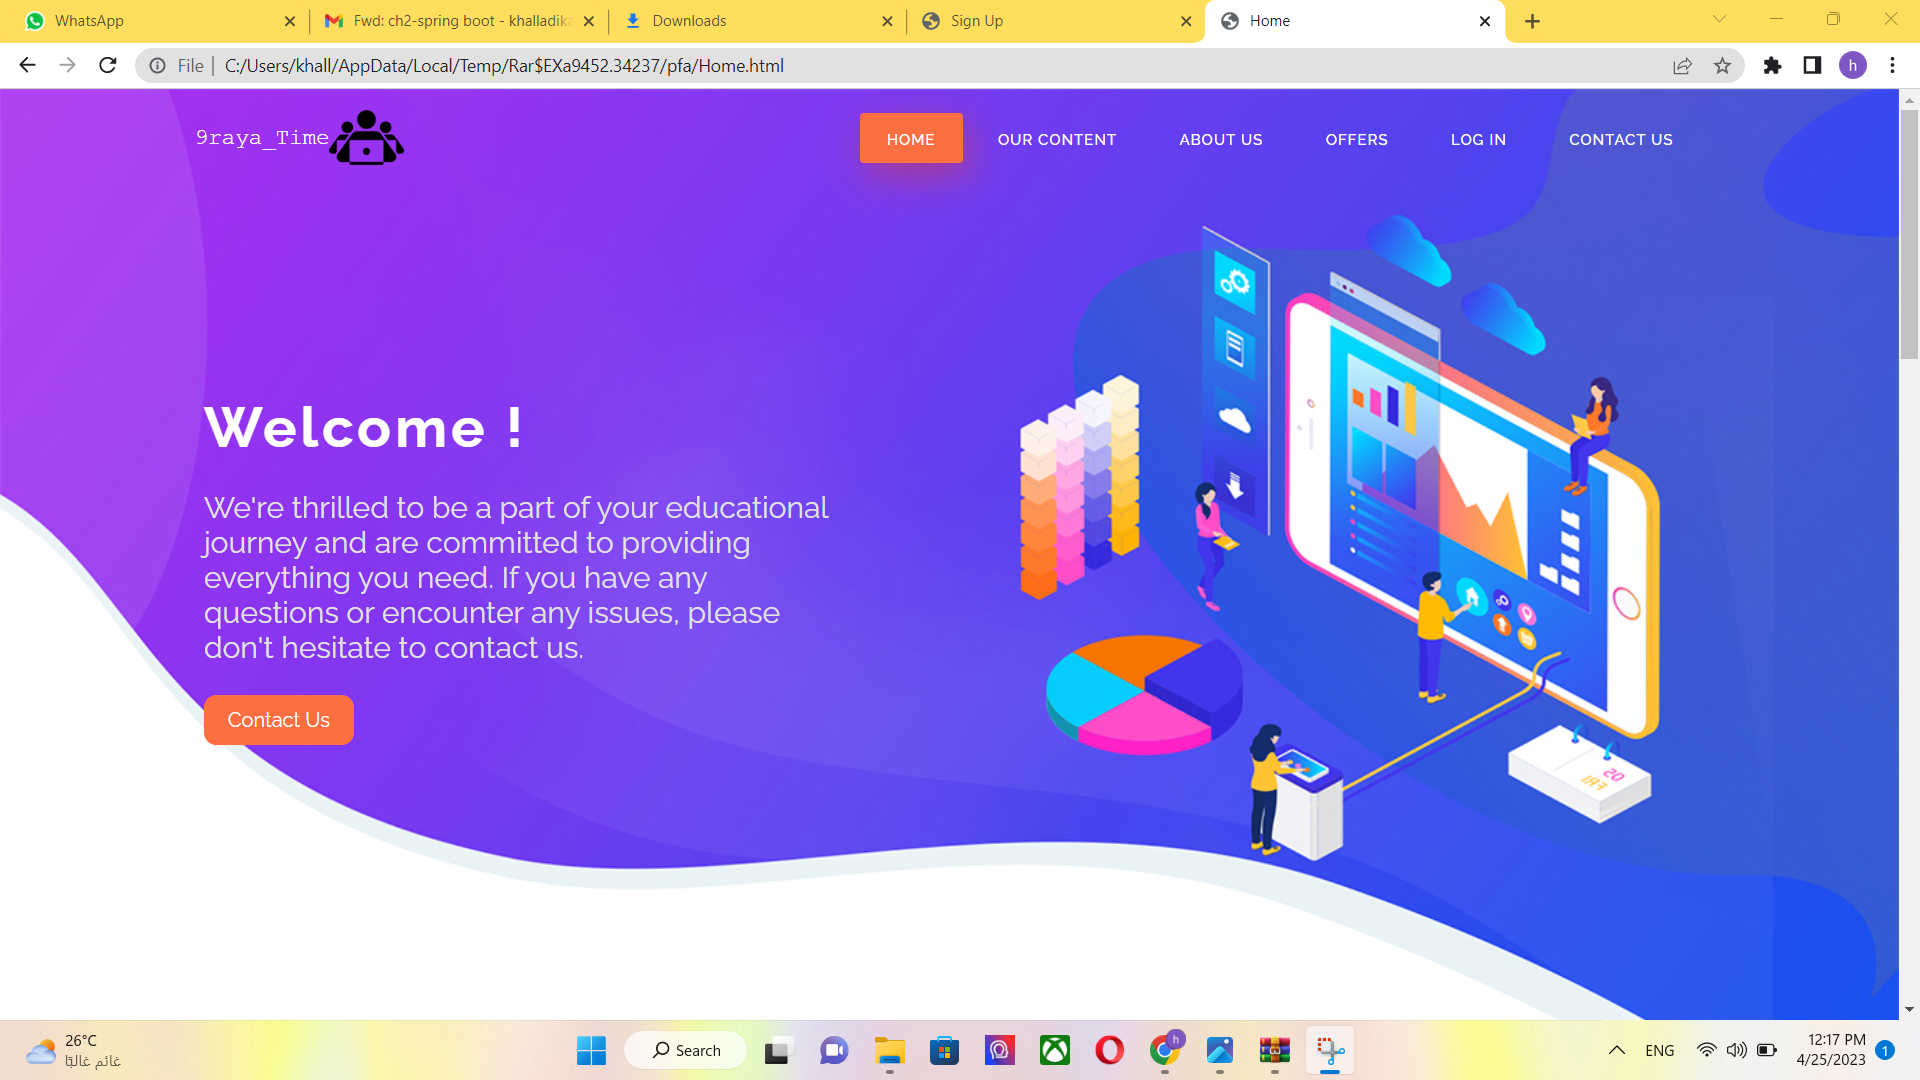 WhatsApp
Fwd: ch2-spring boot - khalladika
Downloads
Sign Up
Home
File
C:/Users/khall/AppData/Local/Temp/Rar$EXa9452.34237/pfa/Home.html
h
9raya_Time
HOME
OUR CONTENT
ABOUT US
OFFERS
LOG IN
CONTACT US
Welcome !
We're thrilled to be a part of your educational
journey and are committed to providing
everything you need. If you have any
questions or encounter any issues, please
don't hesitate to contact us.
Contact Us
05
FRI
26°C
غائم غالبًا
Search
h
ENG
12:17 PM
4/25/2023
1